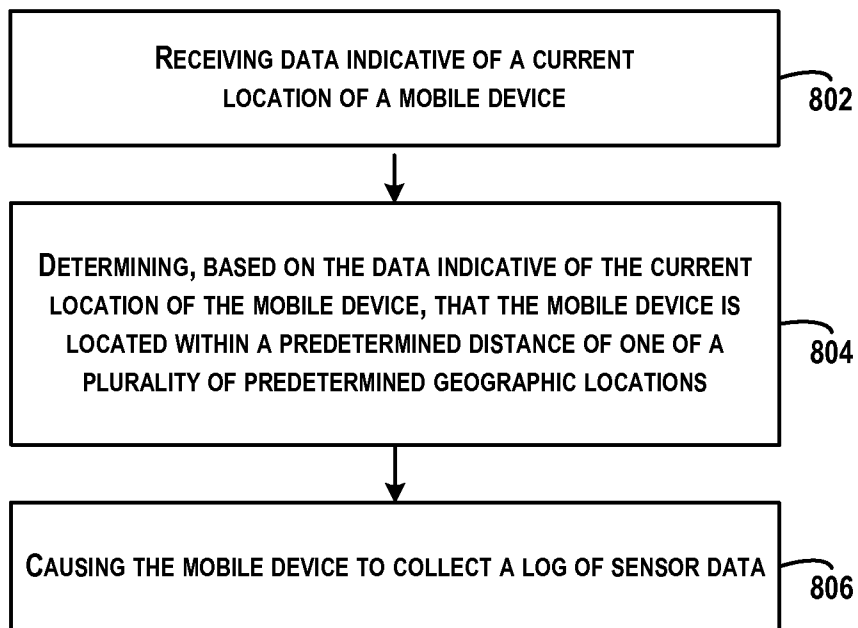 RECEIVING DATA INDICATIVE OF A CURRENT
LOCATION OF A MOBILE DEVICE
802
DETERMINING, BASED ON THE DATA INDICATIVE OF THE CURRENT
LOCATION OF THE MOBILE DEVICE, THAT THE MOBILE DEVICE IS
LOCATED WITHIN A PREDETERMINED DISTANCE OF ONE OF A
PLURALITY OF PREDETERMINED GEOGRAPHIC LOCATIONS
804
CAUSING THE MOBILE DEVICE TO COLLECT A LOG OF SENSOR DATA
806